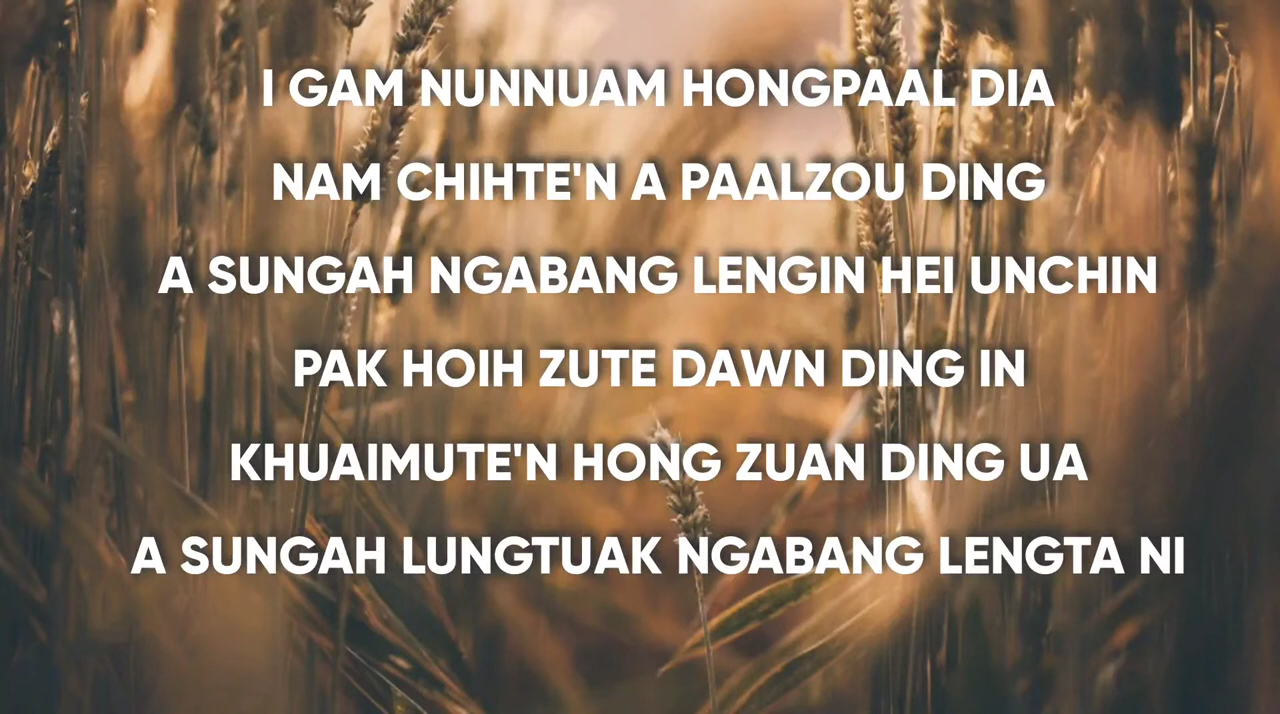 I GAM NUNNUAM HONGPAAL DIA
NAM CHIHTE'N A PAALZOU DING
A SUNGAH NGABANG LENGIN HEI UNCHIN
PAK HOIH ZUTE DAWN DING IN
KHUAIMUTE'N HONG ZUAN DING UA
A SUNGAH LUNGTUAK NGABANG LENGTA NI